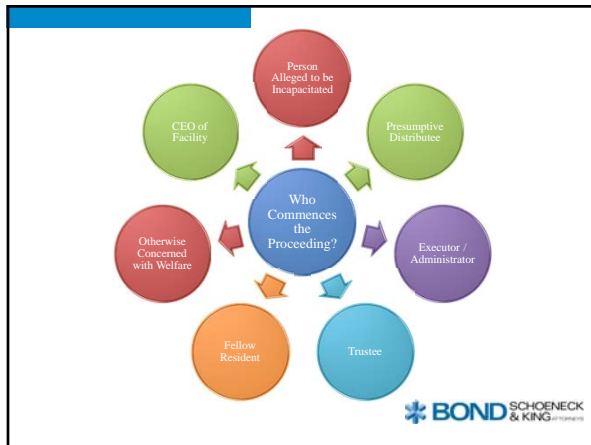 Person
Alleged to be
Incapacitated
Presumptive
Distributee
Executor /
Administrator
Trustee
Fellow
Resident
Otherwise
Concerned
with Welfare
CEO of
Facility
Who
Commences
the
Proceeding?
BOND SCHOENECK
& KING ATTORNEYS